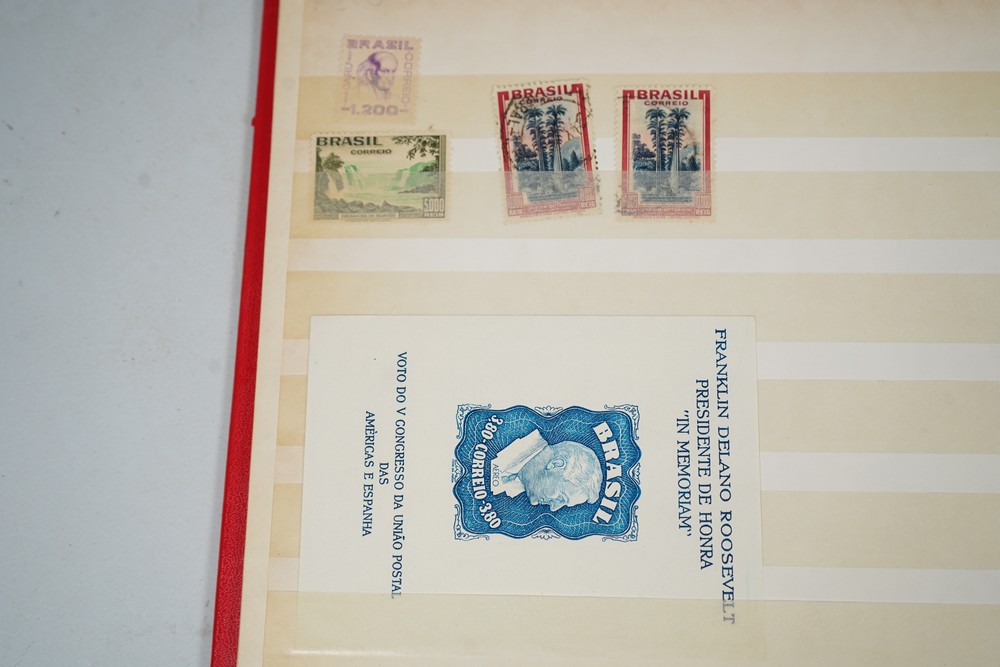 BRASIL
CORREIO
1.200
BRASIL
CORREIO
5.000
BRASIL
CORREIO
BRASIL
CORREIO
FRANKLIN DELANO ROOSEVELT
PRESIDENTE DE HONRA
"IN MEMORIAM"
BRASIL
AÉREO
3,80-CORREIO-3,80
VOTO DO V CONGRESSO DA UNIÃO POSTAL
DAS
AMÉRICAS E ESPANHA